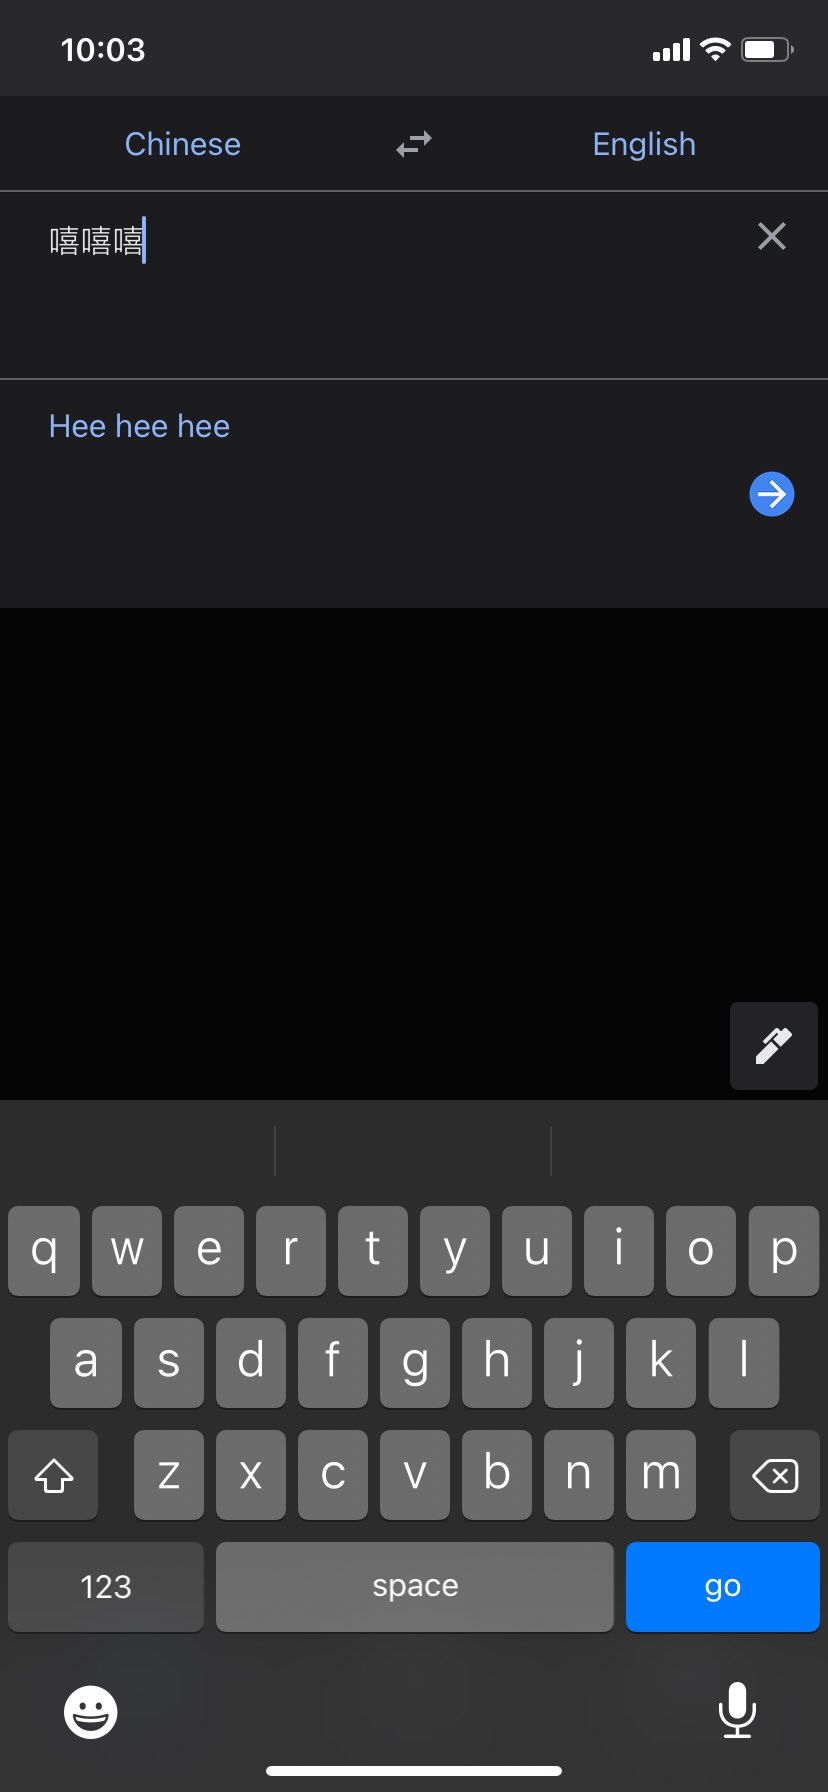 10:03
Chinese English
嘻嘻嘻
Hee hee hee
q w e r t y u i o p
a s d f g h j k l
z x c v b n m
123 space go